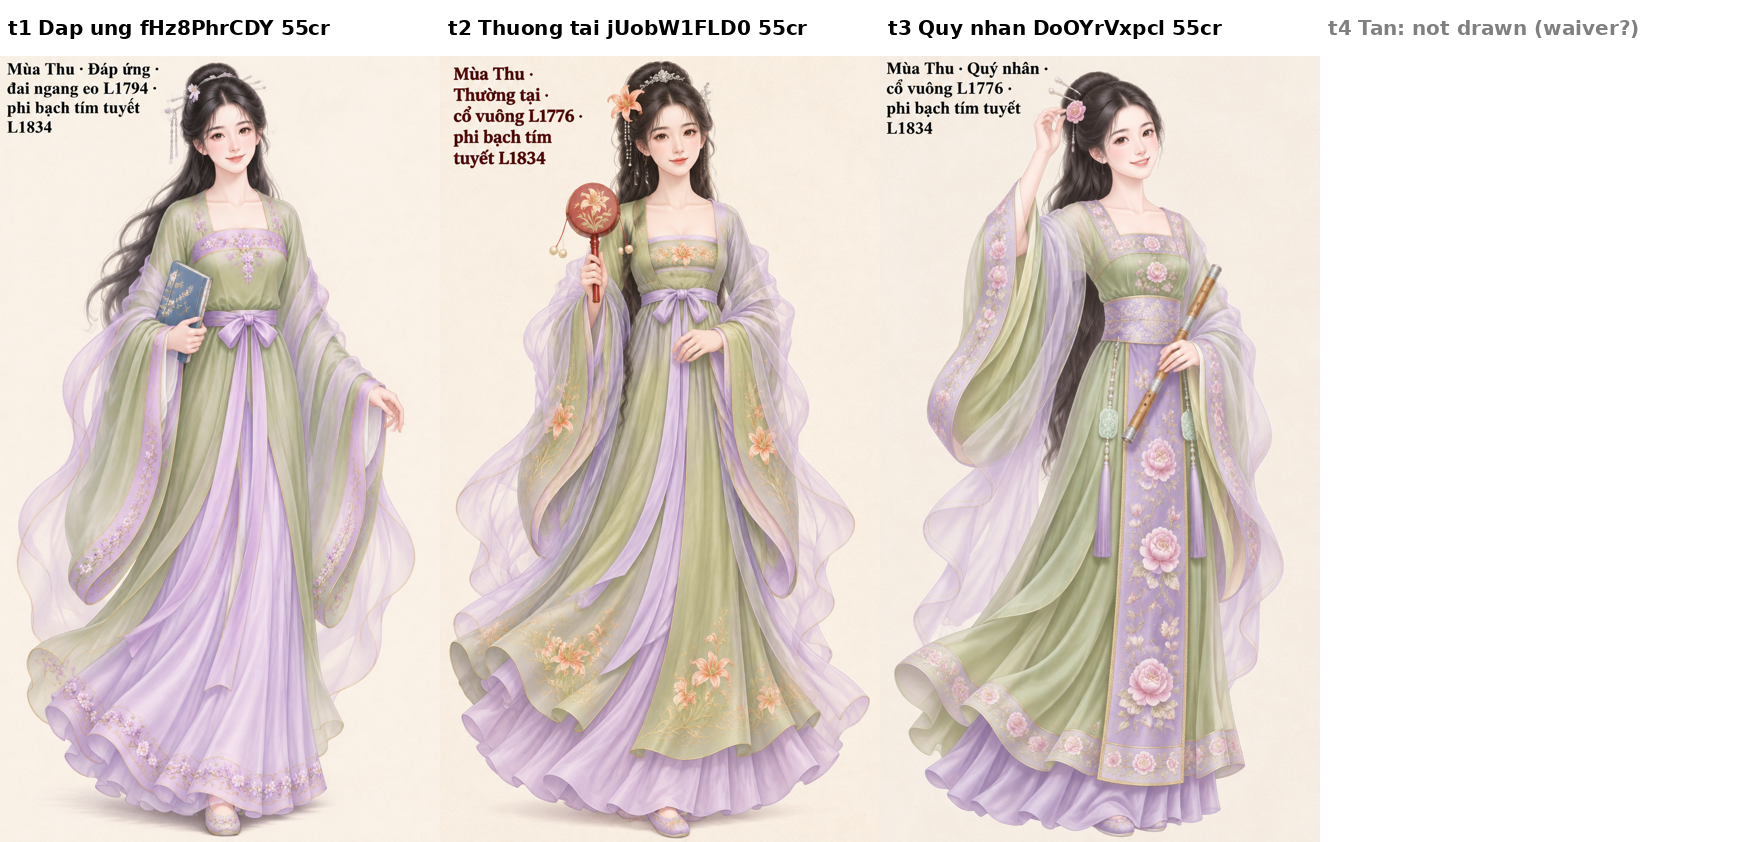 t1 Dap ung fHz8PhrCDY 55cr
t2 Thuong tai jUobW1FLD0 55cr
t3 Quy nhan DoOYrVxpcI 55cr
t4 Tan: not drawn (waiver?)
Mùa Thu · Đáp ứng ·
đai ngang eo L1794 ·
phi bạch tím tuyết
L1834
Mùa Thu ·
Thường tại ·
cổ vuông L1776 ·
phi bạch tím
tuyết L1834
Mùa Thu · Quý nhân ·
cổ vuông L1776 ·
phi bạch tím tuyết
L1834